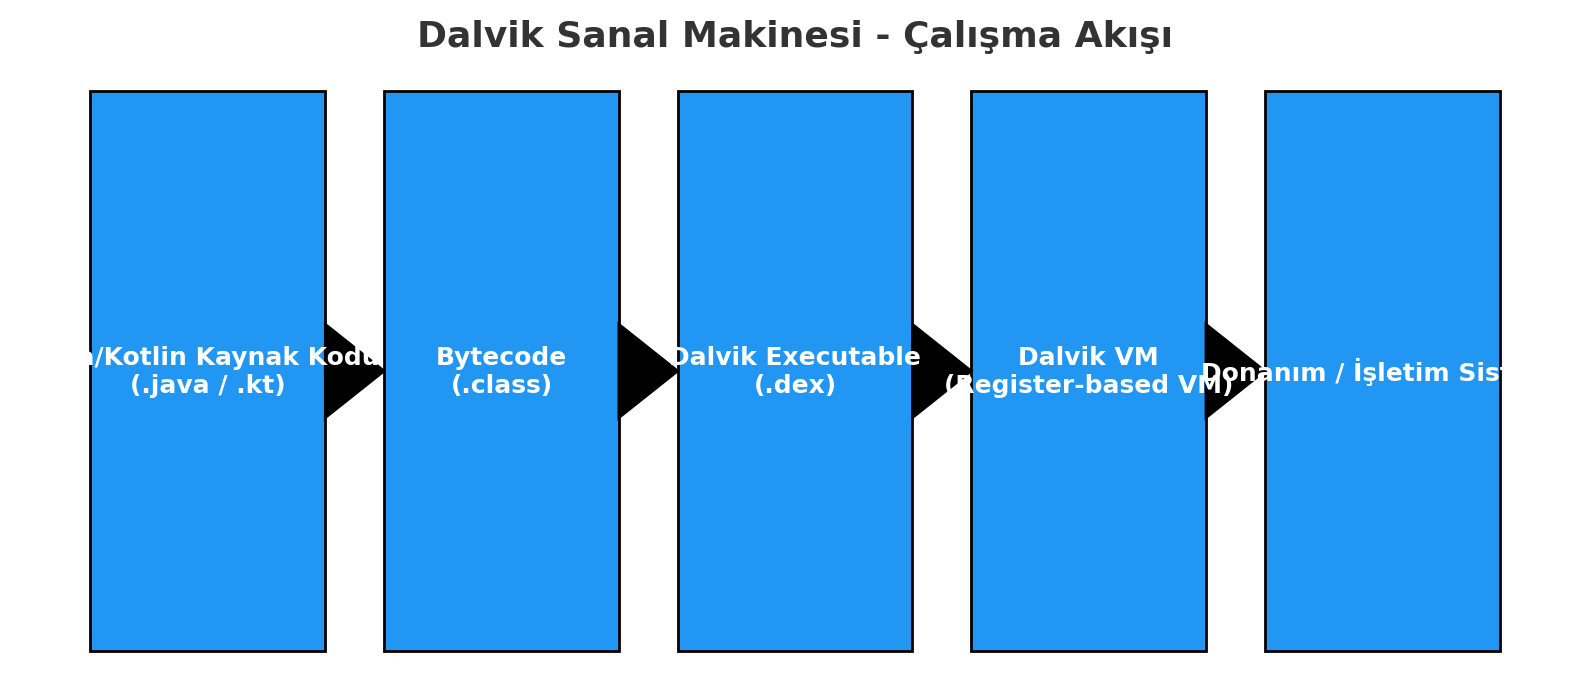 Dalvik Sanal Makinesi - Çalışma Akışı
/Kotlin Kaynak Kodu
(.java / .kt)
Bytecode
(.class)
Dalvik Executable
(.dex)
Dalvik VM
(Register-based VM)
Donanım / İşletim